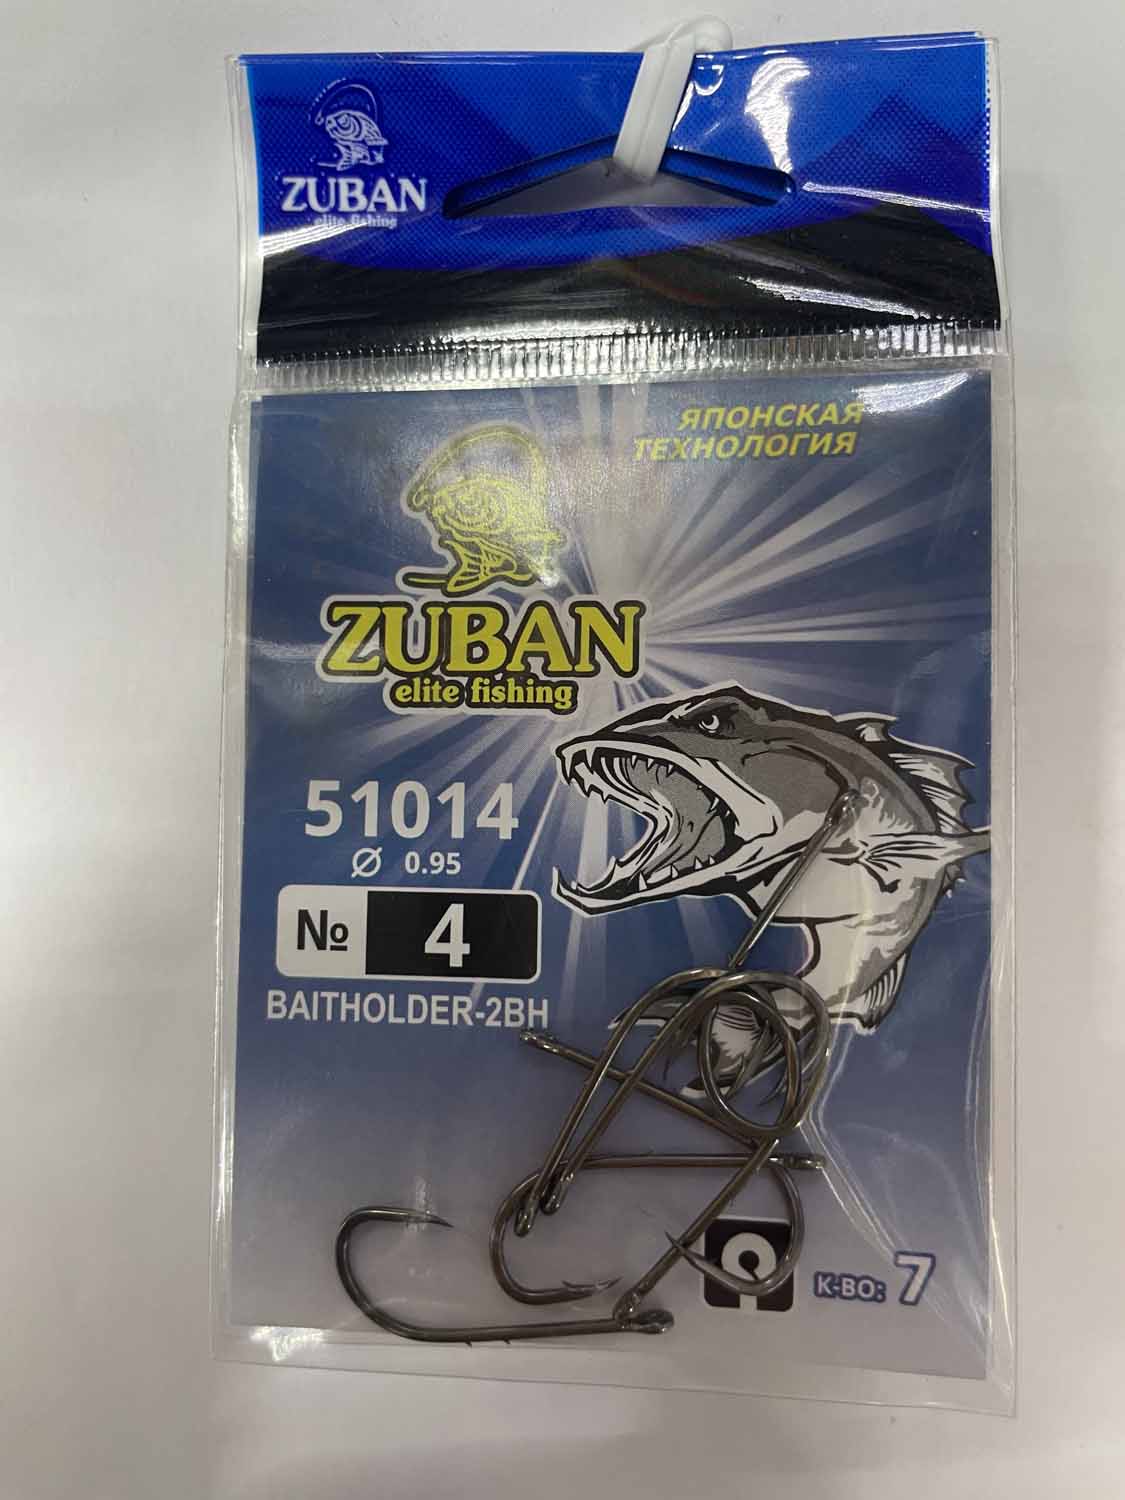 ZUBAN
elite fishing
ЯПОНСКАЯ
ТЕХНОЛОГИЯ
ZUBAN
elite fishing
51014
Ø 0.95
№ 4
BAITHOLDER-2BH
К-ВО: 7